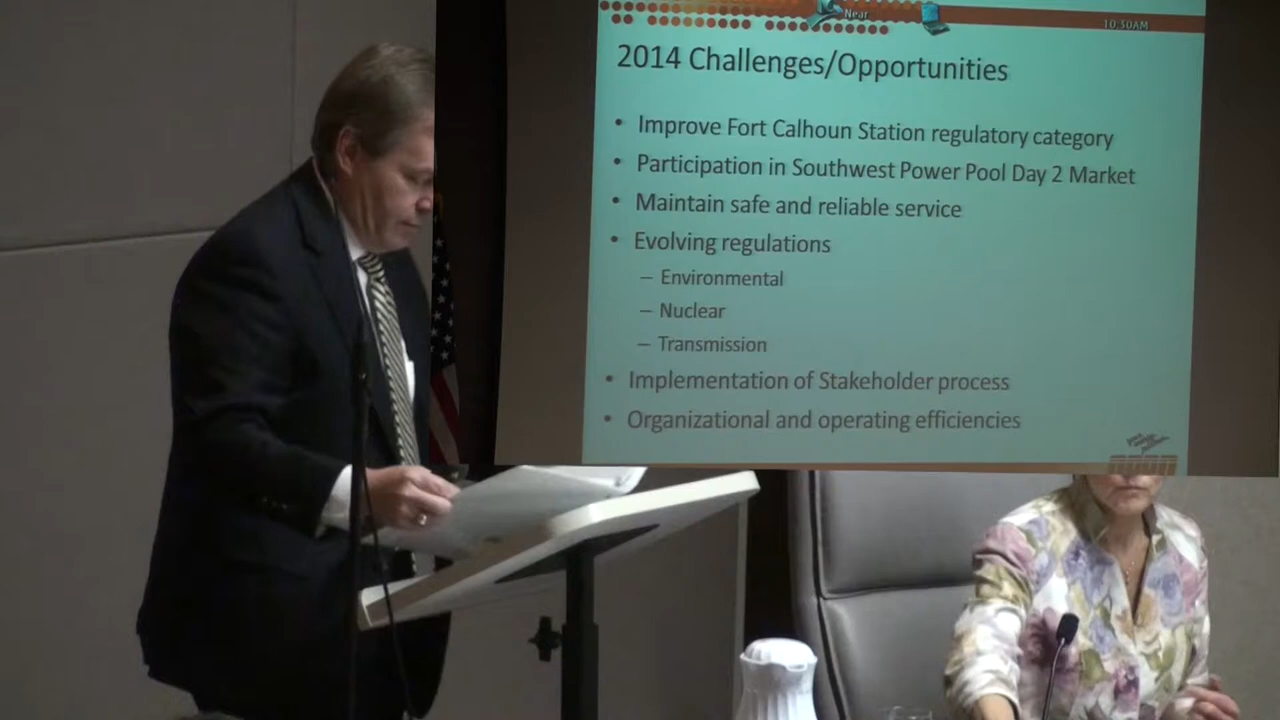 Near
10:30AM
2014 Challenges/Opportunities
• Improve Fort Calhoun Station regulatory category
• Participation in Southwest Power Pool Day 2 Market
• Maintain safe and reliable service
• Evolving regulations
– Environmental
– Nuclear
– Transmission
• Implementation of Stakeholder process
• Organizational and operating efficiencies